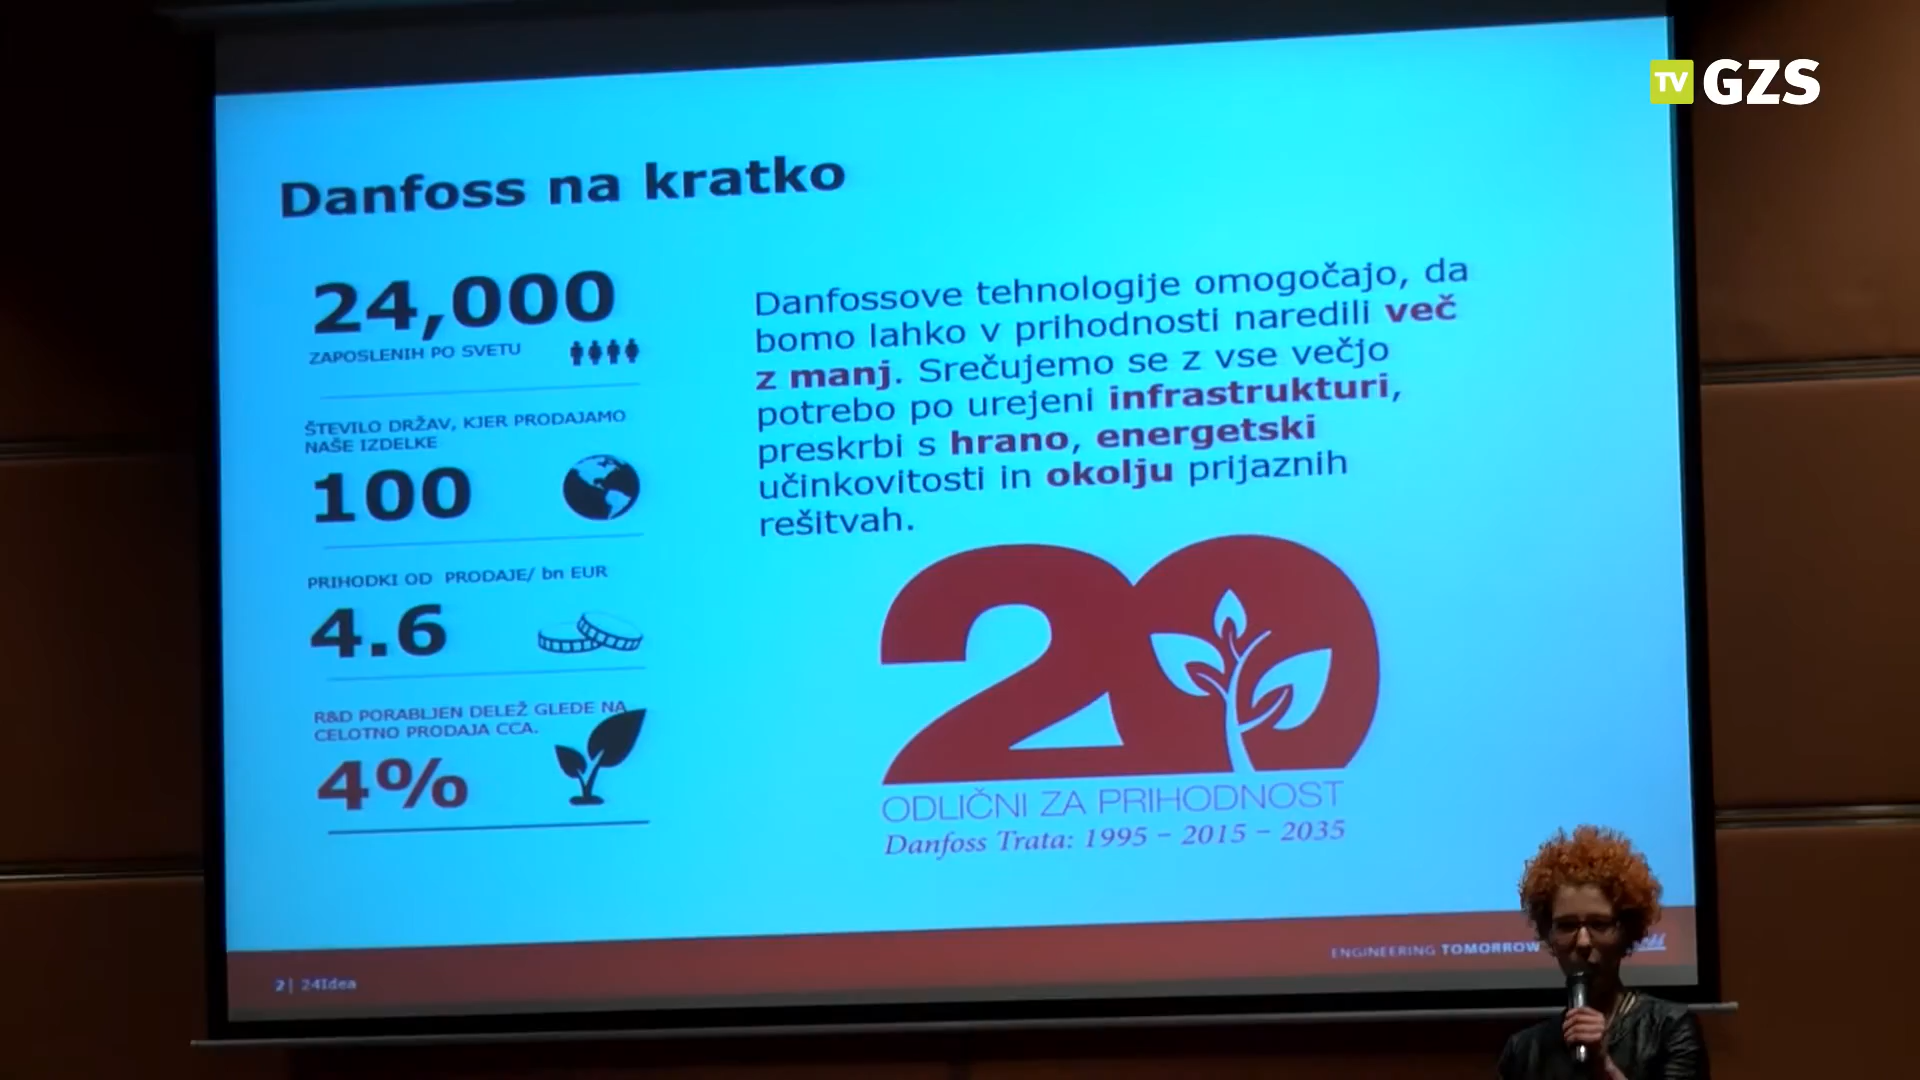 TV GZS
Danfoss na kratko
24,000
ZAPOSLENIH PO SVETU
ŠTEVILO DRŽAV, KJER PRODAJAMO
NAŠE IZDELKE
100
PRIHODKI OD PRODAJE/ bn EUR
4.6
R&D PORABLJEN DELEŽ GLEDE NA
CELOTNO PRODAJA CCA.
4%
Danfossove tehnologije omogočajo, da
bomo lahko v prihodnosti naredili več
z manj. Srečujemo se z vse večjo
potrebo po urejeni infrastrukturi,
preskrbi s hrano, energetski
učinkovitosti in okolju prijaznih
rešitvah.
20
ODLIČNI ZA PRIHODNOST
Danfoss Trata: 1995 – 2015 – 2035
2 | 24Idea
ENGINEERING TOMORROW